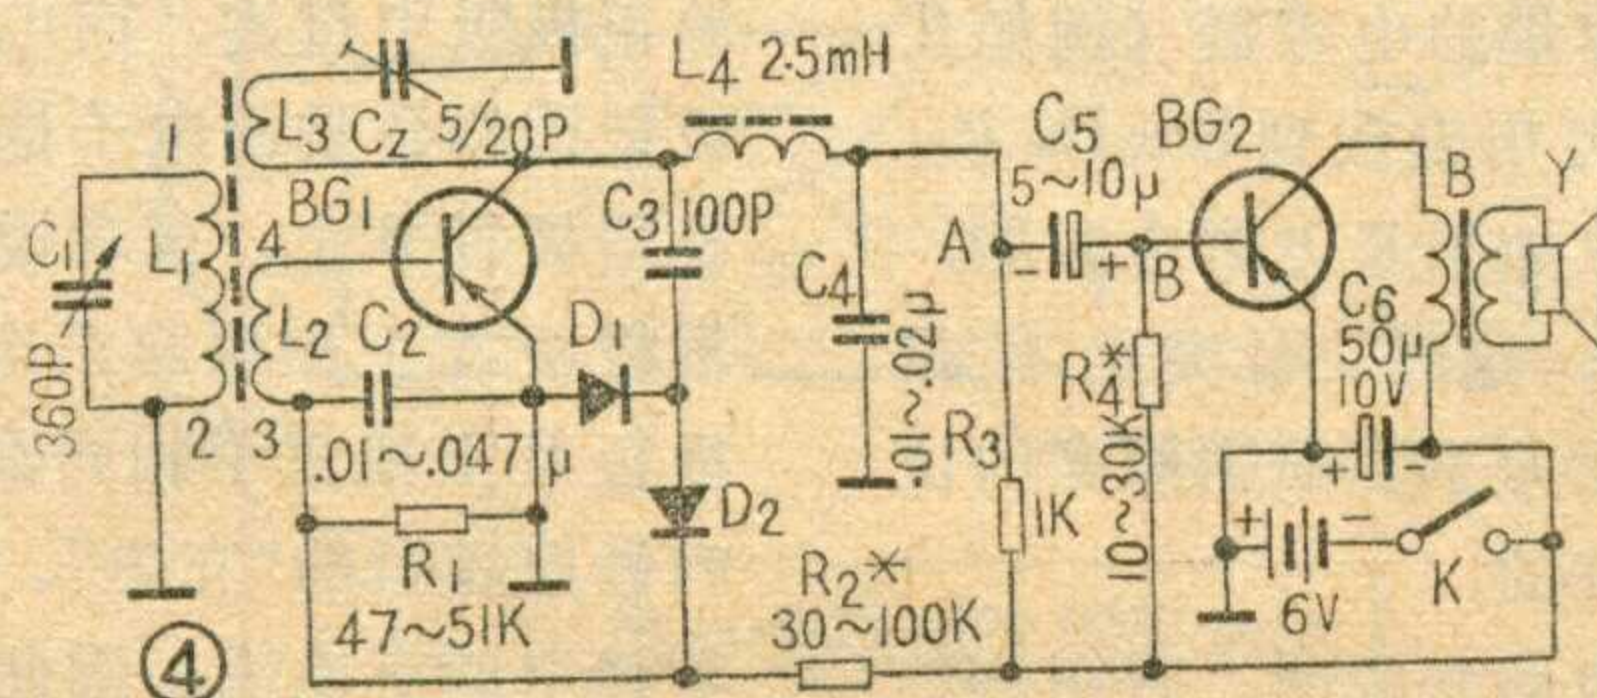 L4 2.5mH
L3 Cz 5/20P
1
C1
360P
L1
2
3
4
BG1
L2
C2
.01~.047μ
R1
47~51K
D1
D2
C3 100P
C4
.01~.02μ
A
C5
5~10μ
- +
B
BG2
R3
1K
R4*
10~30K
R2*
30~100K
C6
50μ
10V
+ -
B
Y
+ -
6V
K
④